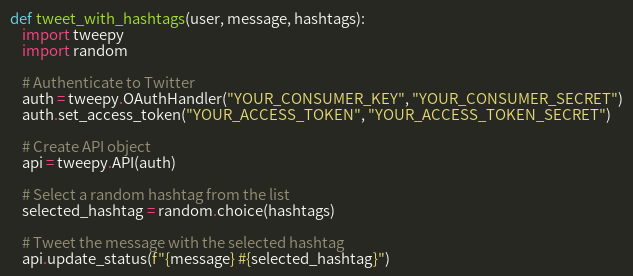 def tweet_with_hashtags(user, message, hashtags):
    import tweepy
    import random

    # Authenticate to Twitter
    auth = tweepy.OAuthHandler("YOUR_CONSUMER_KEY", "YOUR_CONSUMER_SECRET")
    auth.set_access_token("YOUR_ACCESS_TOKEN", "YOUR_ACCESS_TOKEN_SECRET")

    # Create API object
    api = tweepy.API(auth)

    # Select a random hashtag from the list
    selected_hashtag = random.choice(hashtags)

    # Tweet the message with the selected hashtag
    api.update_status(f"{message} #{selected_hashtag}")